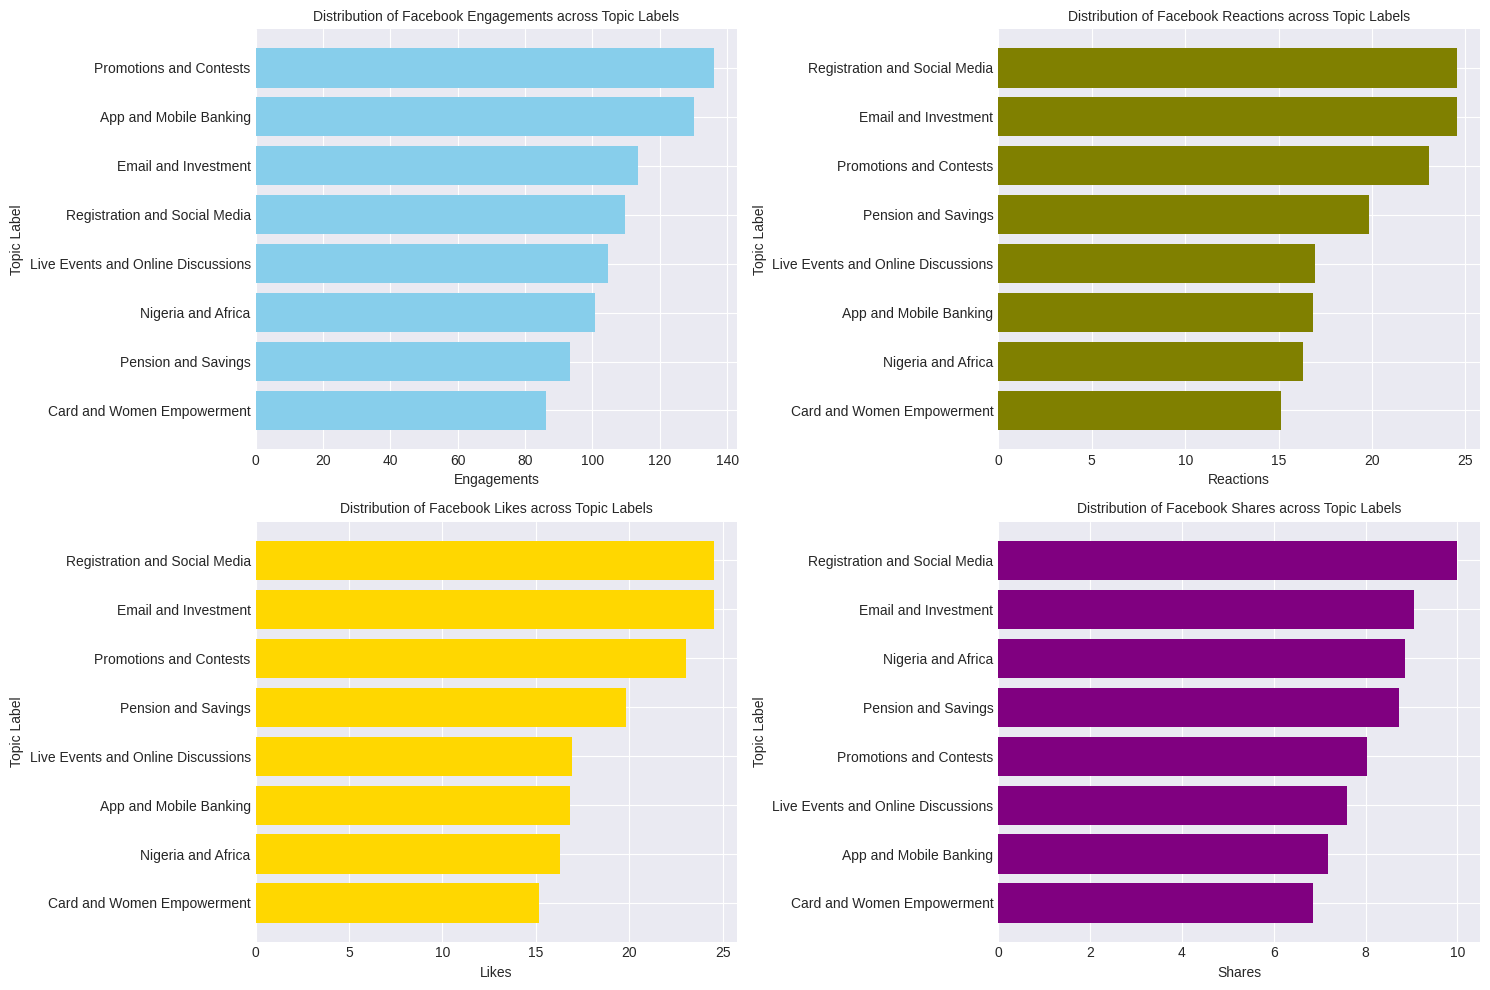 Distribution of Facebook Engagements across Topic Labels
Topic Label
Promotions and Contests
App and Mobile Banking
Email and Investment
Registration and Social Media
Live Events and Online Discussions
Nigeria and Africa
Pension and Savings
Card and Women Empowerment
0 20 40 60 80 100 120 140
Engagements
Distribution of Facebook Reactions across Topic Labels
Topic Label
Registration and Social Media
Email and Investment
Promotions and Contests
Pension and Savings
Live Events and Online Discussions
App and Mobile Banking
Nigeria and Africa
Card and Women Empowerment
0 5 10 15 20 25
Reactions
Distribution of Facebook Likes across Topic Labels
Topic Label
Registration and Social Media
Email and Investment
Promotions and Contests
Pension and Savings
Live Events and Online Discussions
App and Mobile Banking
Nigeria and Africa
Card and Women Empowerment
0 5 10 15 20 25
Likes
Distribution of Facebook Shares across Topic Labels
Topic Label
Registration and Social Media
Email and Investment
Nigeria and Africa
Pension and Savings
Promotions and Contests
Live Events and Online Discussions
App and Mobile Banking
Card and Women Empowerment
0 2 4 6 8 10
Shares